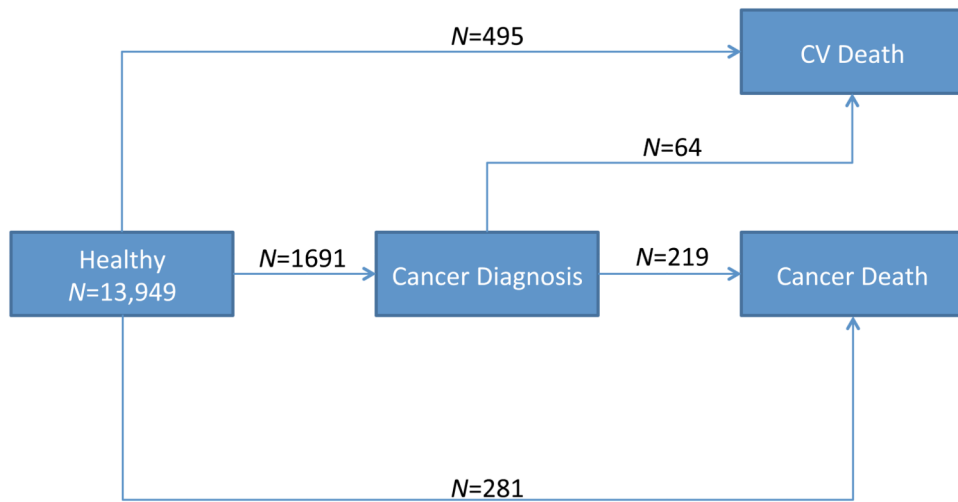 N=495
CV Death
N=64
Healthy
N=13,949
N=1691
Cancer Diagnosis
N=219
Cancer Death
N=281